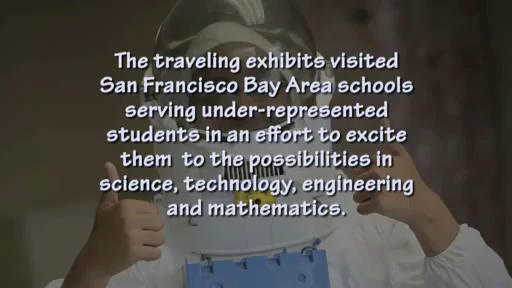 The traveling exhibits visited
San Francisco Bay Area schools
serving under-represented
students in an effort to excite
them to the possibilities in
science, technology, engineering
and mathematics.